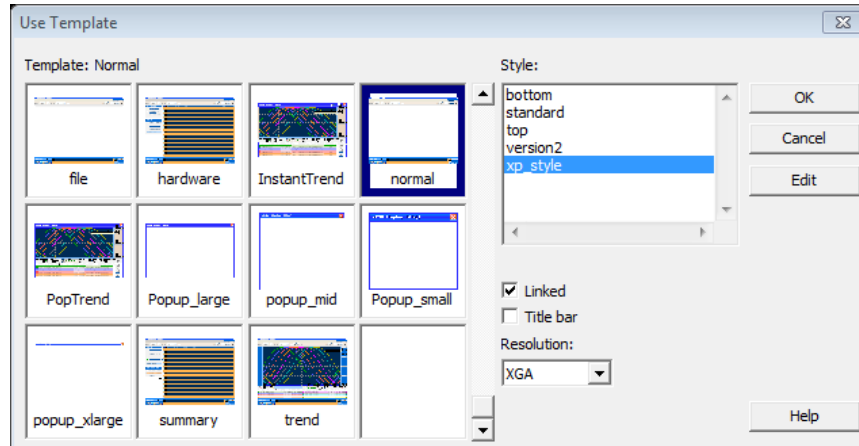 Use Template
Template: Normal
file
hardware
InstantTrend
normal
PopTrend
Popup_large
popup_mid
Popup_small
popup_xlarge
summary
trend
Style:
bottom
standard
top
version2
xp_style
Linked
Title bar
Resolution:
XGA
OK
Cancel
Edit
Help